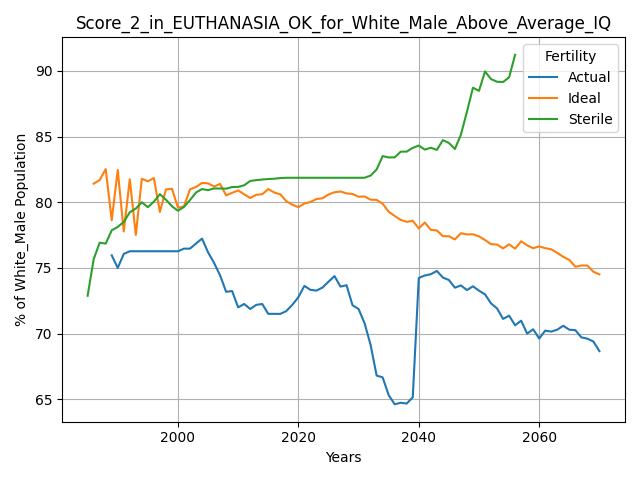 Score_2_in_EUTHANASIA_OK_for_White_Male_Above_Average_IQ
Fertility
Actual
Ideal
Sterile
% of White_Male Population
90
85
80
75
70
65
2000
2020
2040
2060
Years